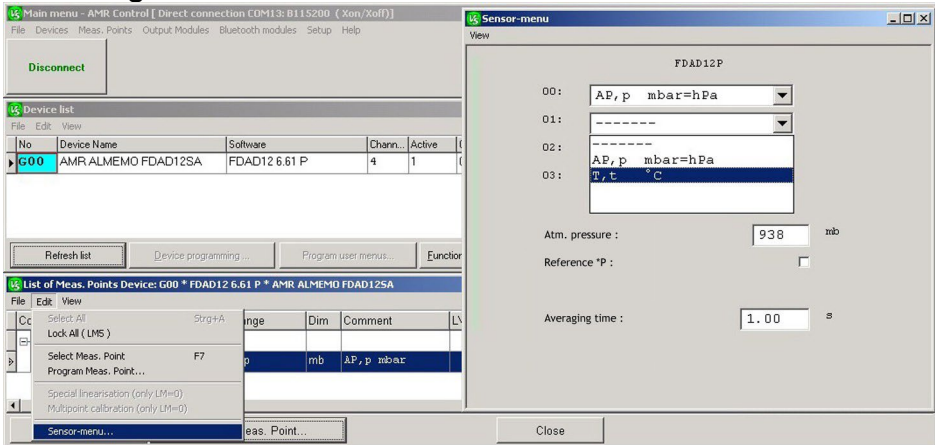 Main menu - AMR Control [ Direct connection COM13: B115200 ( Xon/Xoff)]
File Devices Meas. Points Output Modules Bluetooth modules Setup Help
Disconnect
Device list
File Edit View
No Device Name Software Chann... Active
G00 AMR ALMEMO FDAD12SA FDAD12 6.61 P 4 1
Refresh list Device programming ... Program user menus... Function
List of Meas. Points Device: G00 * FDAD12 6.61 P * AMR ALMEMO FDAD12SA
File Edit View
Select All Strg+A
Lock All ( LM5 )
Select Meas. Point F7
Program Meas. Point...
Special linearisation (only LM=0)
Multipoint calibration (only LM=0)
Sensor-menu...
Co nge Dim Comment LV
p mb AP,p mbar
eas. Point...
Sensor-menu
View
FDAD12P
00: AP,p mbar=hPa
01: -------
02: -------
AP,p mbar=hPa
03: T,t °C
Atm. pressure : 938 mb
Reference *P :
Averaging time : 1.00 s
Close